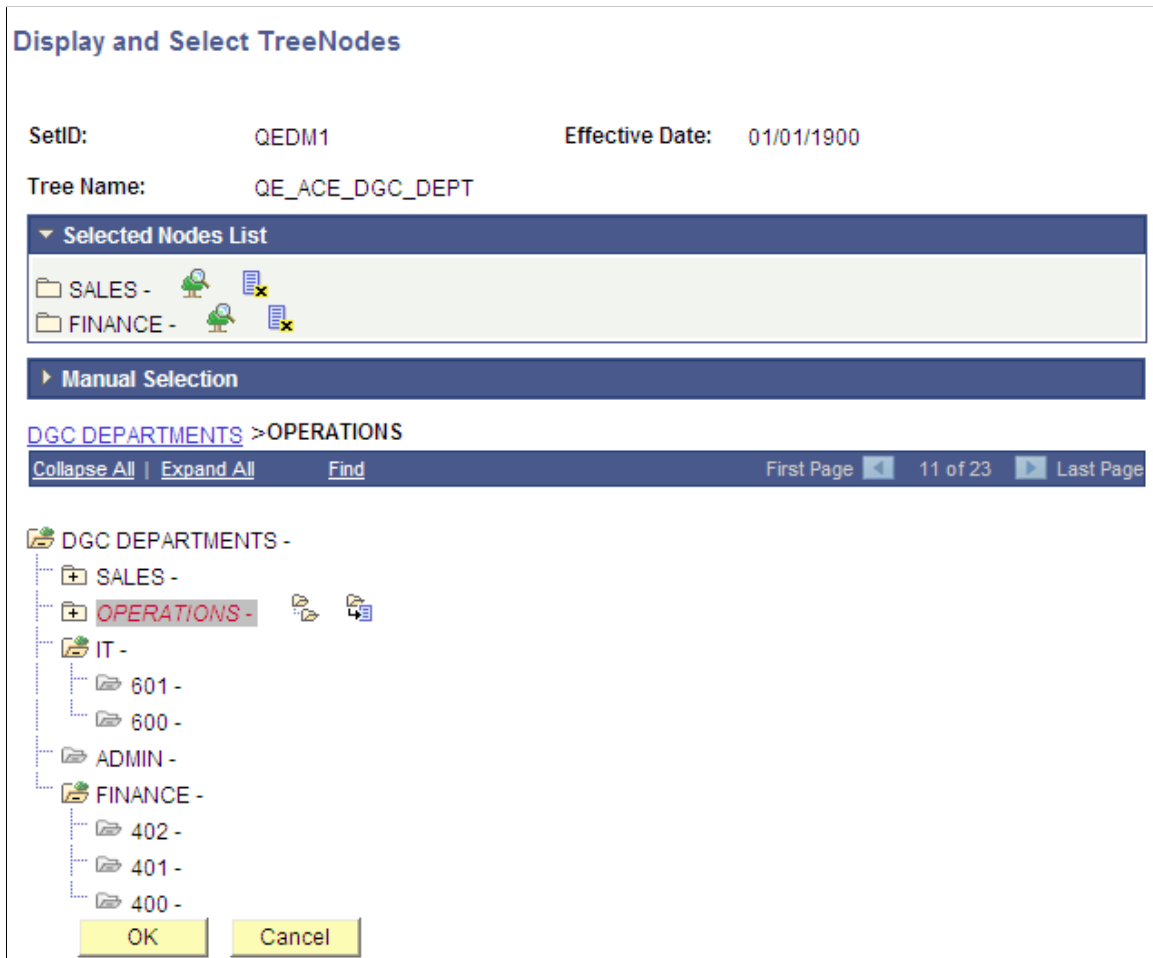 Display and Select TreeNodes
SetID: QEDM1 Effective Date: 01/01/1900
Tree Name: QE_ACE_DGC_DEPT
Selected Nodes List
SALES -
FINANCE -
Manual Selection
DGC DEPARTMENTS >OPERATIONS
Collapse All | Expand All Find First Page 11 of 23 Last Page
DGC DEPARTMENTS -
SALES -
OPERATIONS -
IT -
601 -
600 -
ADMIN -
FINANCE -
402 -
401 -
400 -
OK Cancel